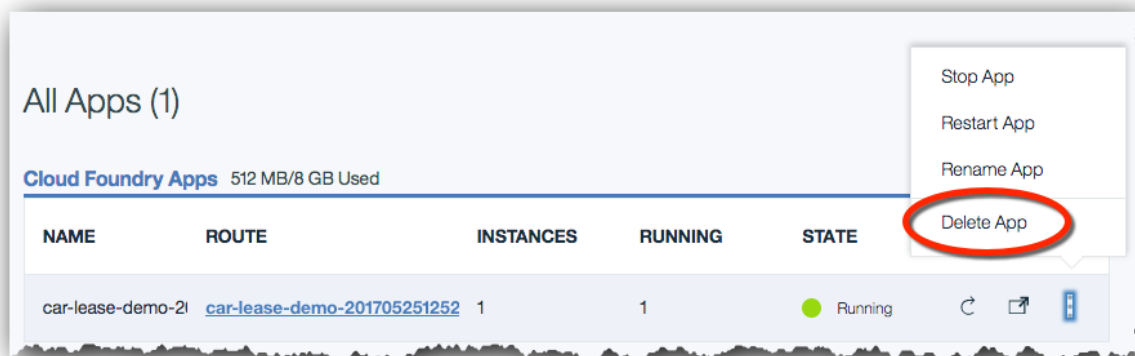 Stop App
All Apps (1)
Restart App
Rename App
Cloud Foundry Apps 512 MB/8 GB Used
Delete App
NAME ROUTE INSTANCES RUNNING STATE
car-lease-demo-2 car-lease-demo-201705251252 1 1 Running